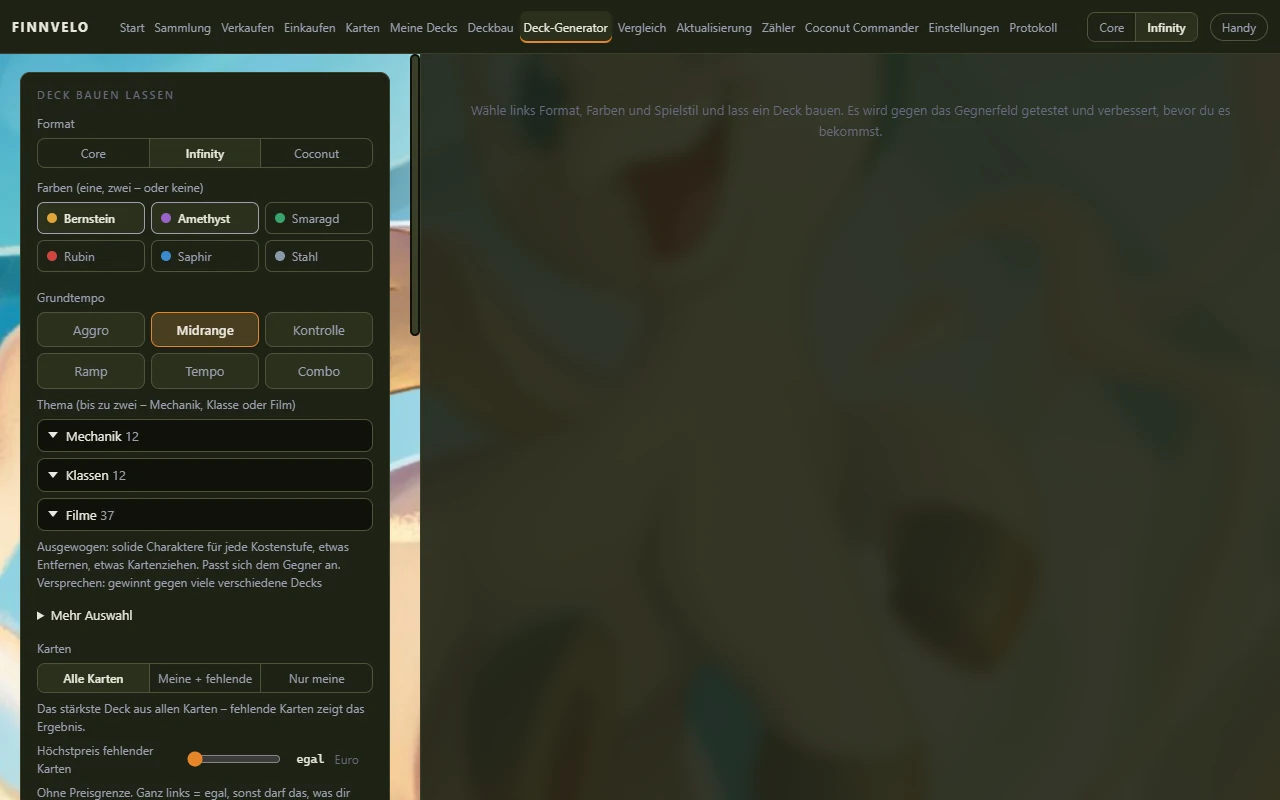 FINNVELO
Start Sammlung Verkaufen Einkaufen Karten Meine Decks Deckbau Deck-Generator Vergleich Aktualisierung Zähler Coconut Commander Einstellungen Protokoll Core Infinity Handy
DECK BAUEN LASSEN
Format
Core Infinity Coconut
Farben (eine, zwei – oder keine)
Bernstein Amethyst Smaragd
Rubin Saphir Stahl
Grundtempo
Aggro Midrange Kontrolle
Ramp Tempo Combo
Thema (bis zu zwei – Mechanik, Klasse oder Film)
Mechanik 12
Klassen 12
Filme 37
Ausgewogen: solide Charaktere für jede Kostenstufe, etwas
Entfernen, etwas Kartenziehen. Passt sich dem Gegner an.
Versprechen: gewinnt gegen viele verschiedene Decks
Mehr Auswahl
Karten
Alle Karten Meine + fehlende Nur meine
Das stärkste Deck aus allen Karten – fehlende Karten zeigt das
Ergebnis.
Höchstpreis fehlender
Karten
egal Euro
Ohne Preisgrenze. Ganz links = egal, sonst darf das, was dir
Wähle links Format, Farben und Spielstil und lass ein Deck bauen. Es wird gegen das Gegnerfeld getestet und verbessert, bevor du es
bekommst.